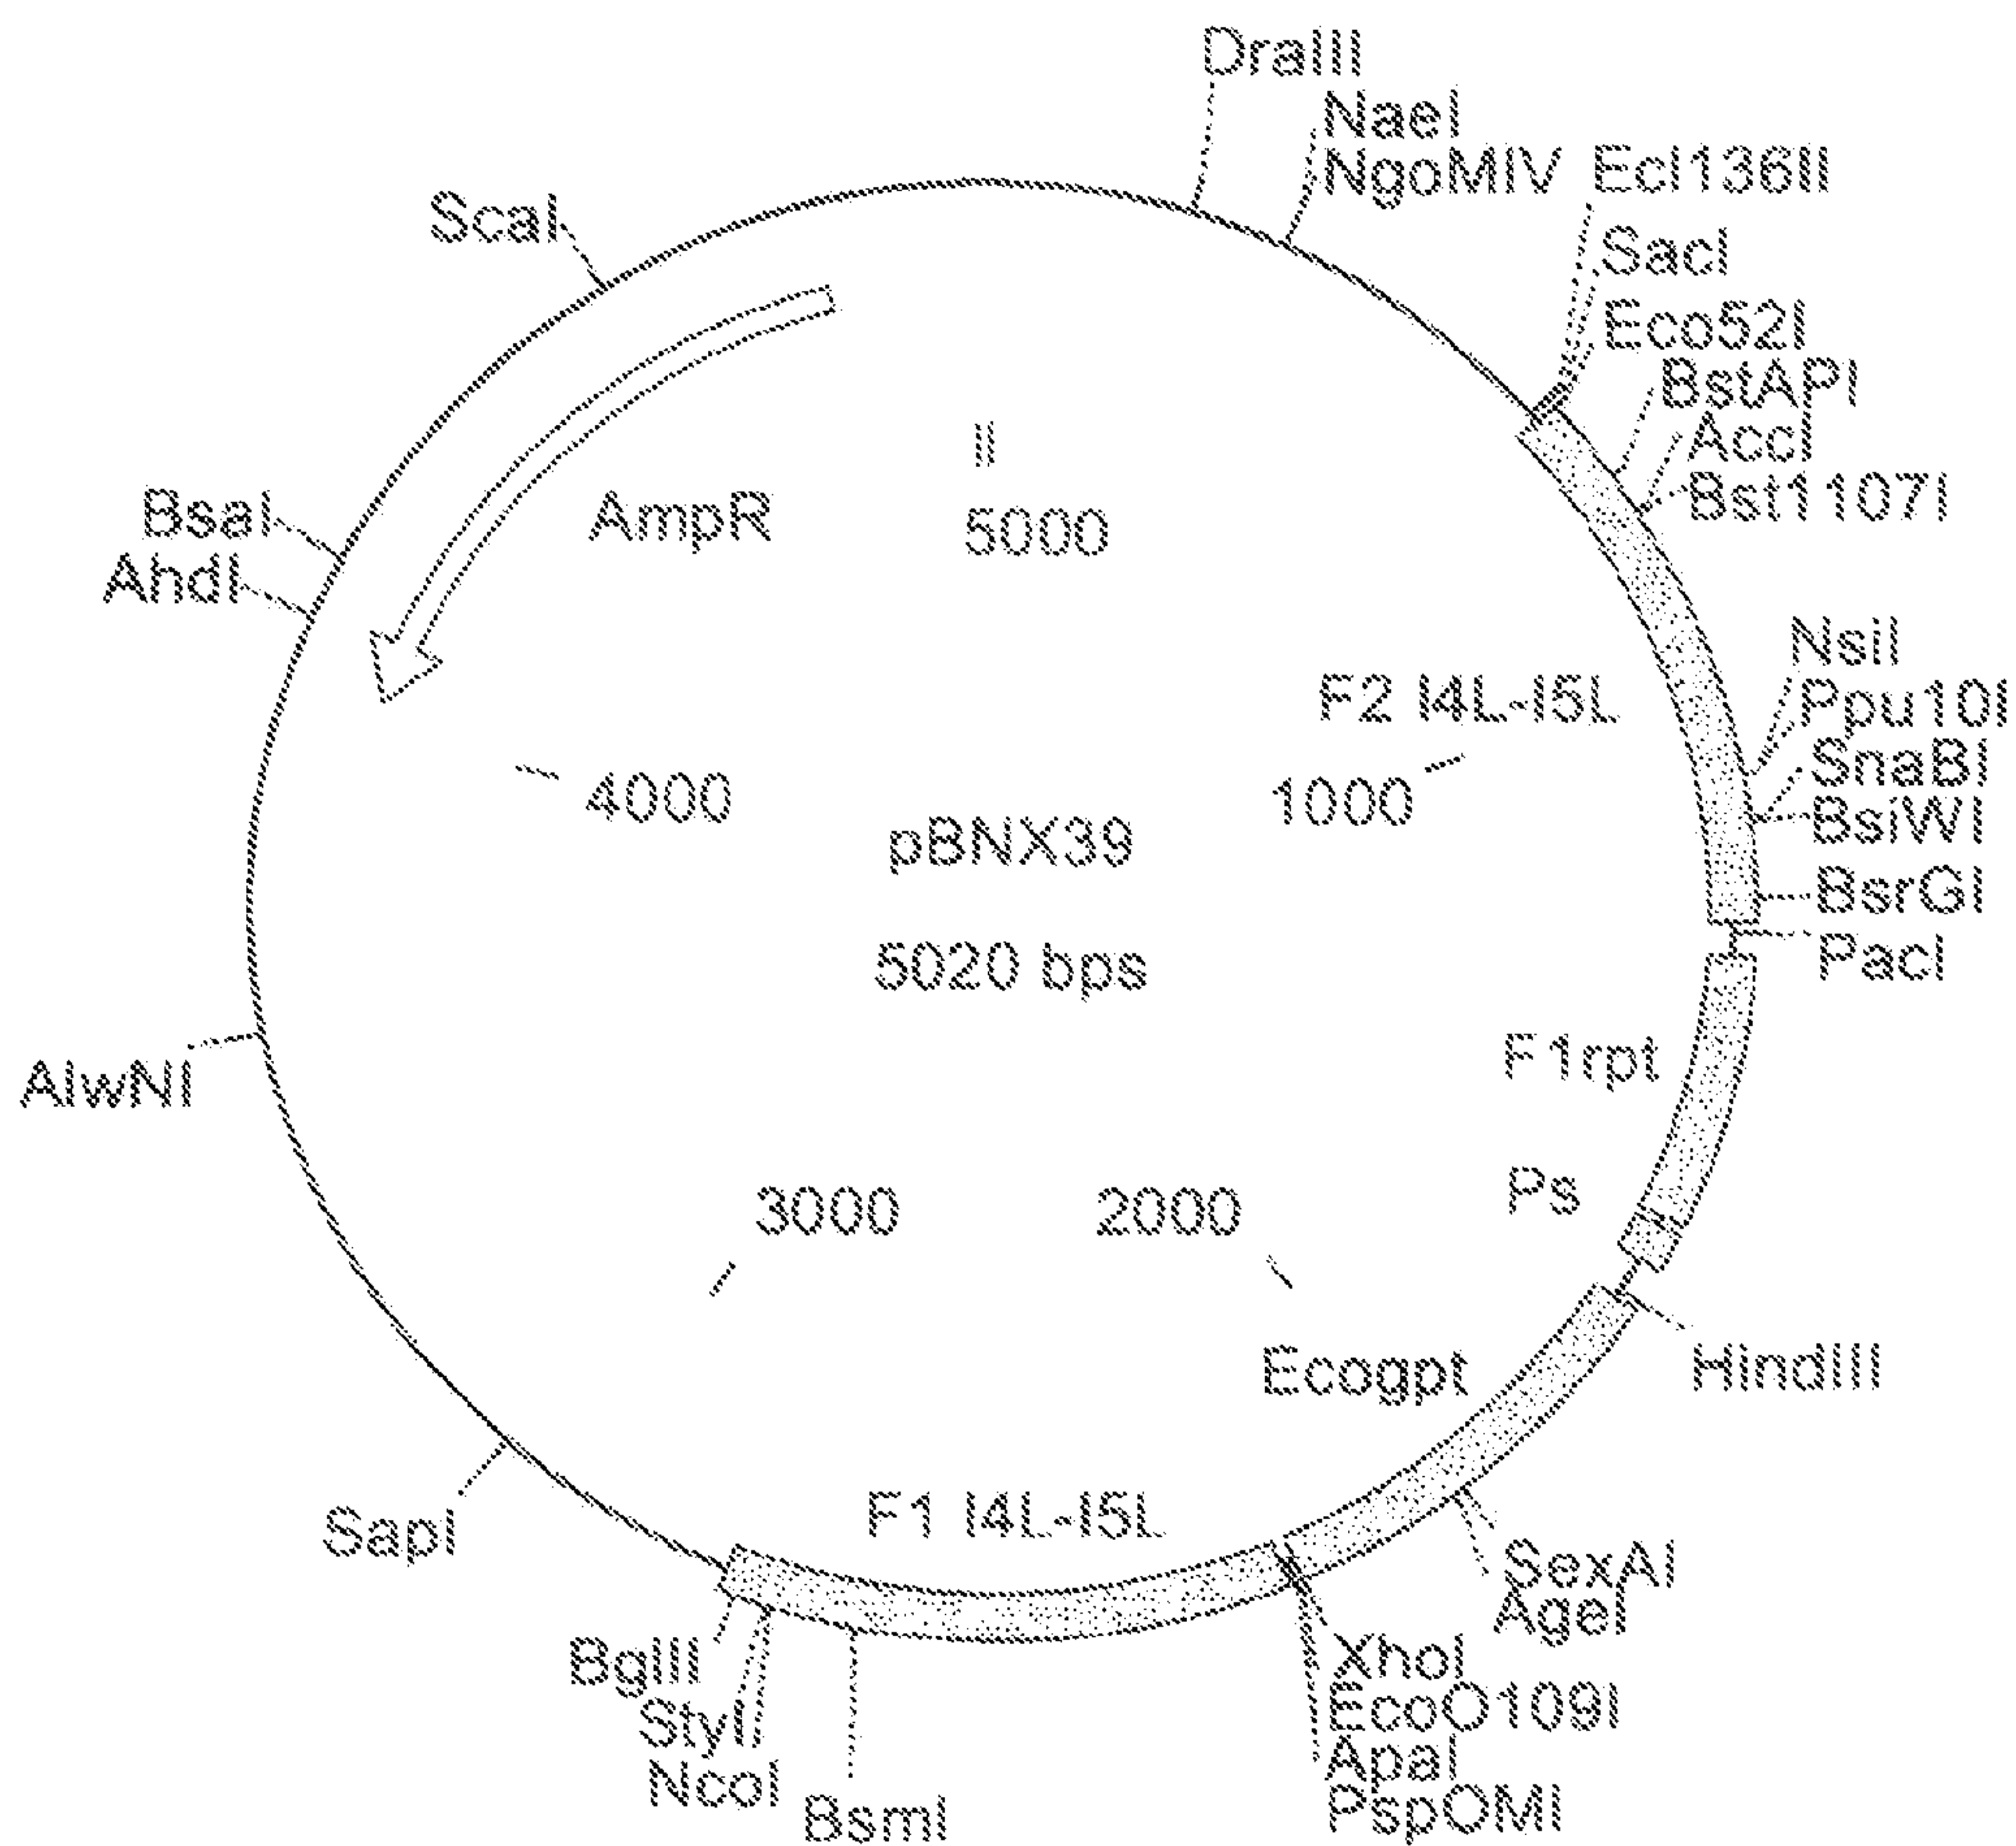 DraIII
NaeI
NgoMIV
Ecl136II
SacI
Eco52I
BstAPI
AccI
Bst1107I
ScaI
BsaI
AhdI
AmpR
5000
NsiI
Ppu10I
SnaBI
BsiWI
BsrGI
PacI
F2 I4L-I5L
4000
1000
pBNX39
5020 bps
F1rpt
AlwNI
Ps
3000
2000
HindIII
Ecogpt
SapI
F1 I4L-I5L
SexAI
AgeI
BglII
StyI
NcoI
BsmI
XhoI
EcoO109I
ApaI
PspOMI